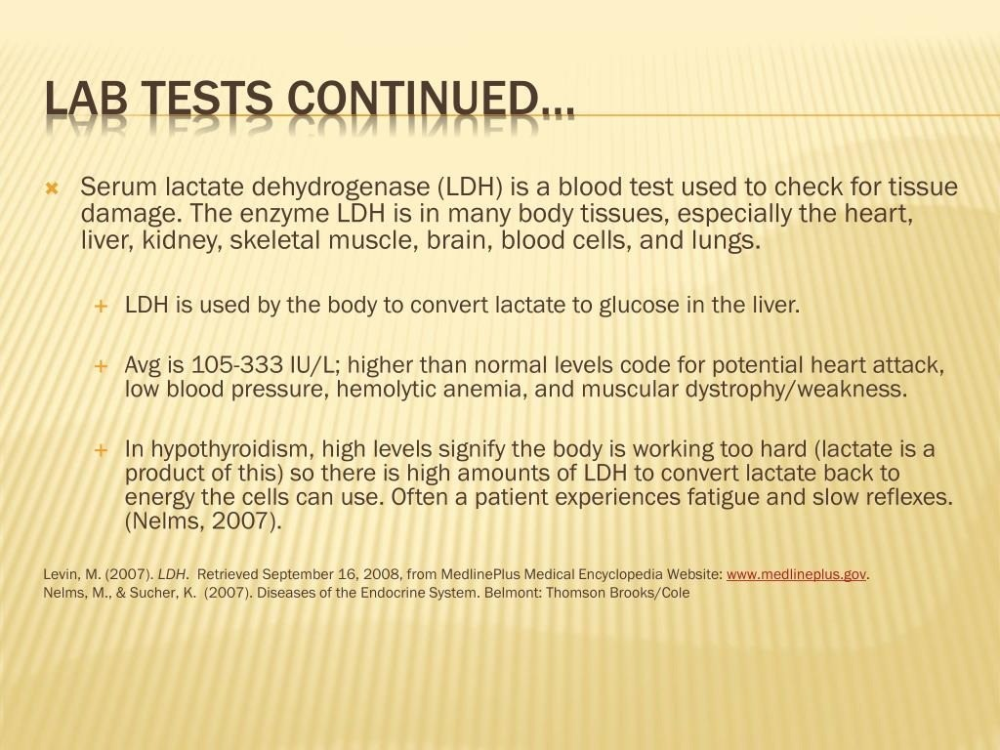 LAB TESTS CONTINUED…
Serum lactate dehydrogenase (LDH) is a blood test used to check for tissue
damage. The enzyme LDH is in many body tissues, especially the heart,
liver, kidney, skeletal muscle, brain, blood cells, and lungs.
LDH is used by the body to convert lactate to glucose in the liver.
Avg is 105-333 IU/L; higher than normal levels code for potential heart attack,
low blood pressure, hemolytic anemia, and muscular dystrophy/weakness.
In hypothyroidism, high levels signify the body is working too hard (lactate is a
product of this) so there is high amounts of LDH to convert lactate back to
energy the cells can use. Often a patient experiences fatigue and slow reflexes.
(Nelms, 2007).
Levin, M. (2007). LDH. Retrieved September 16, 2008, from MedlinePlus Medical Encyclopedia Website: www.medlineplus.gov.
Nelms, M., & Sucher, K. (2007). Diseases of the Endocrine System. Belmont: Thomson Brooks/Cole